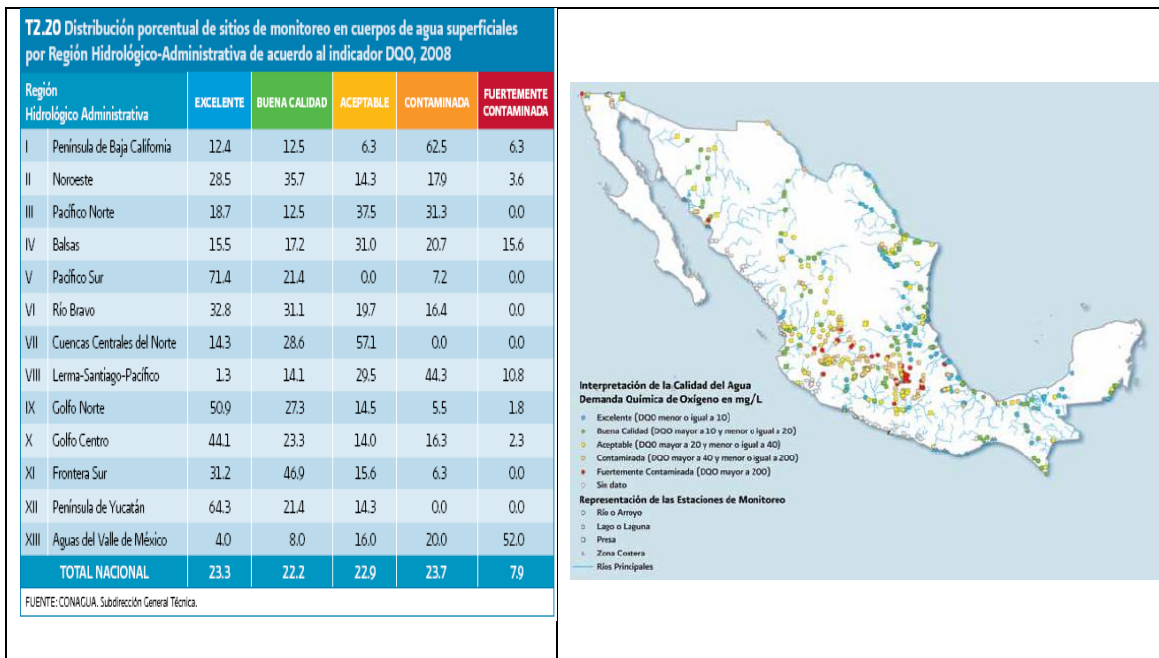 T2.20 Distribución porcentual de sitios de monitoreo en cuerpos de agua superficiales
por Región Hidrológico-Administrativa de acuerdo al indicador DQO, 2008
Región
Hidrológico Administrativa
EXCELENTE BUENA CALIDAD ACEPTABLE CONTAMINADA FUERTEMENTE
CONTAMINADA
I Península de Baja California 12.4 12.5 6.3 62.5 6.3
II Noroeste 28.5 35.7 14.3 17.9 3.6
III Pacífico Norte 18.7 12.5 37.5 31.3 0.0
IV Balsas 15.5 17.2 31.0 20.7 15.6
V Pacífico Sur 71.4 21.4 0.0 7.2 0.0
VI Río Bravo 32.8 31.1 19.7 16.4 0.0
VII Cuencas Centrales del Norte 14.3 28.6 57.1 0.0 0.0
VIII Lerma-Santiago-Pacífico 1.3 14.1 29.5 44.3 10.8
IX Golfo Norte 50.9 27.3 14.5 5.5 1.8
X Golfo Centro 44.1 23.3 14.0 16.3 2.3
XI Frontera Sur 31.2 46.9 15.6 6.3 0.0
XII Península de Yucatán 64.3 21.4 14.3 0.0 0.0
XIII Aguas del Valle de México 4.0 8.0 16.0 20.0 52.0
TOTAL NACIONAL 23.3 22.2 22.9 23.7 7.9
FUENTE: CONAGUA. Subdirección General Técnica.
Interpretación de la Calidad del Agua
Demanda Química de Oxígeno en mg/L
Excelente (DQO menor o igual a 10)
Buena Calidad (DQO mayor a 10 y menor o igual a 20)
Aceptable (DQO mayor a 20 y menor o igual a 40)
Contamirada (DQO mayor a 40 y menor o igual a 200)
Fuertemente Contaminada (DQO mayor a 200)
Sin dato
Representación de las Estaciones de Monitoreo
Río o Arroyo
Lago o Laguna
Presa
Zona Costera
Ríos Principales